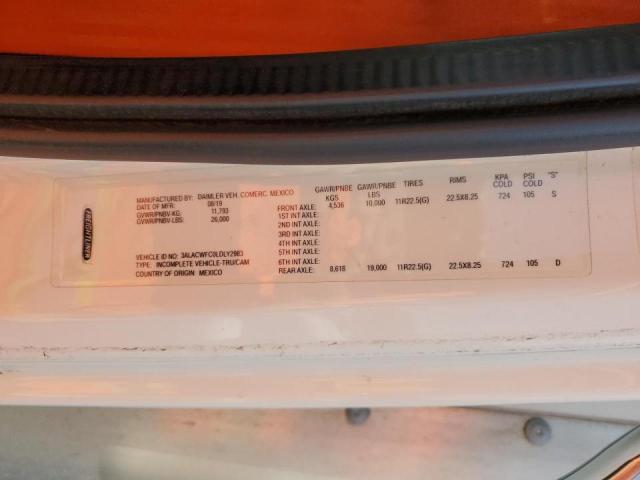 FREIGHTLINER
MANUFACTURED BY: DAIMLER VEH. COMERC. MEXICO
DATE OF MFR: 08/19
GVWR/PNBV-KG: 11,793
GVWR/PNBV-LBS: 26,000
VEHICLE ID: 3ALACWFC0LDLY2983
TYPE: INCOMPLETE VEHICLE-TRU/CAM
COUNTRY OF ORIGIN: MEXICO
GAWR/PNBE GAWR/PNBE TIRES RIMS KPA PSI "S"
KGS LBS COLD COLD
FRONT AXLE: 4,536 10,000 11R22.5(G) 22.5X8.25 724 105 S
1ST INT AXLE:
2ND INT AXLE:
3RD INT AXLE:
4TH INT AXLE:
5TH INT AXLE:
6TH INT AXLE:
REAR AXLE: 8,618 19,000 11R22.5(G) 22.5X8.25 724 105 D